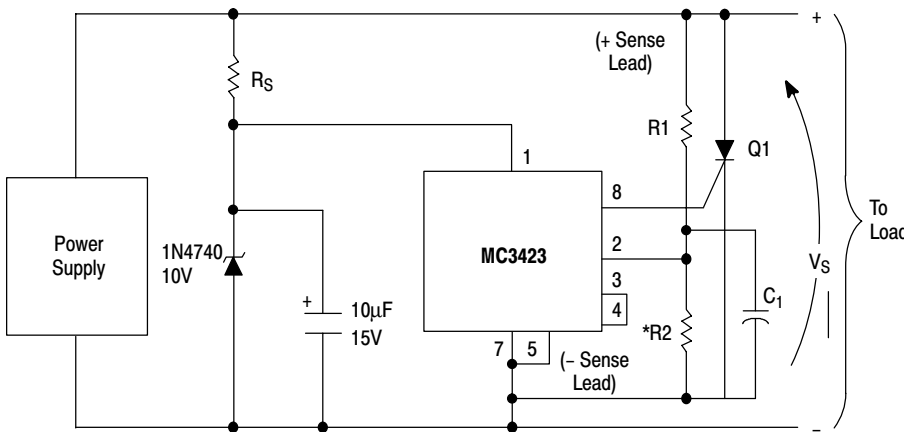 +
(+ Sense
Lead)
R_S
R1
1
Q1
8
Power
Supply
1N4740
10V
MC3423
2
To
Load
V_S
3
4
+
10μF
15V
*R2
C_1
7
5
(– Sense
Lead)
–